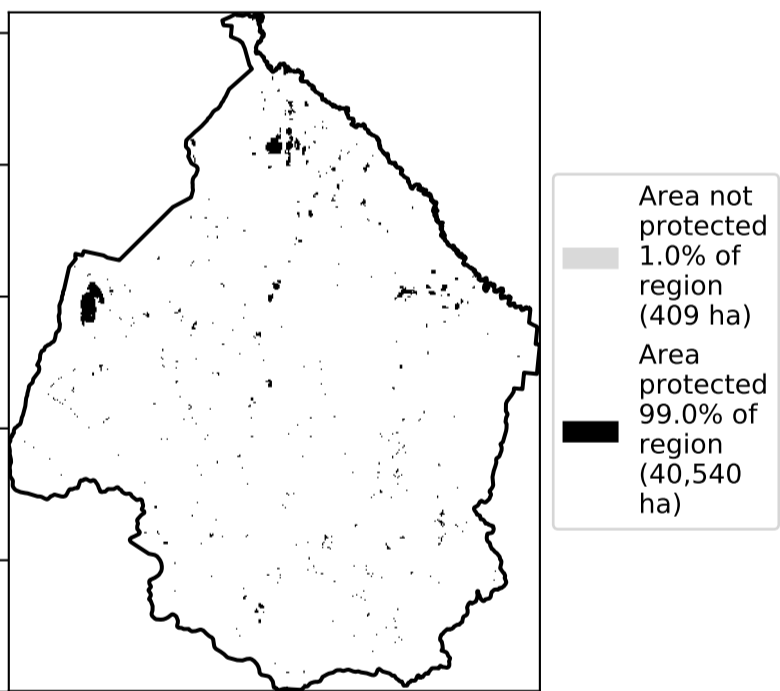 Area not
protected
1.0% of
region
(409 ha)
Area
protected
99.0% of
region
(40,540
ha)